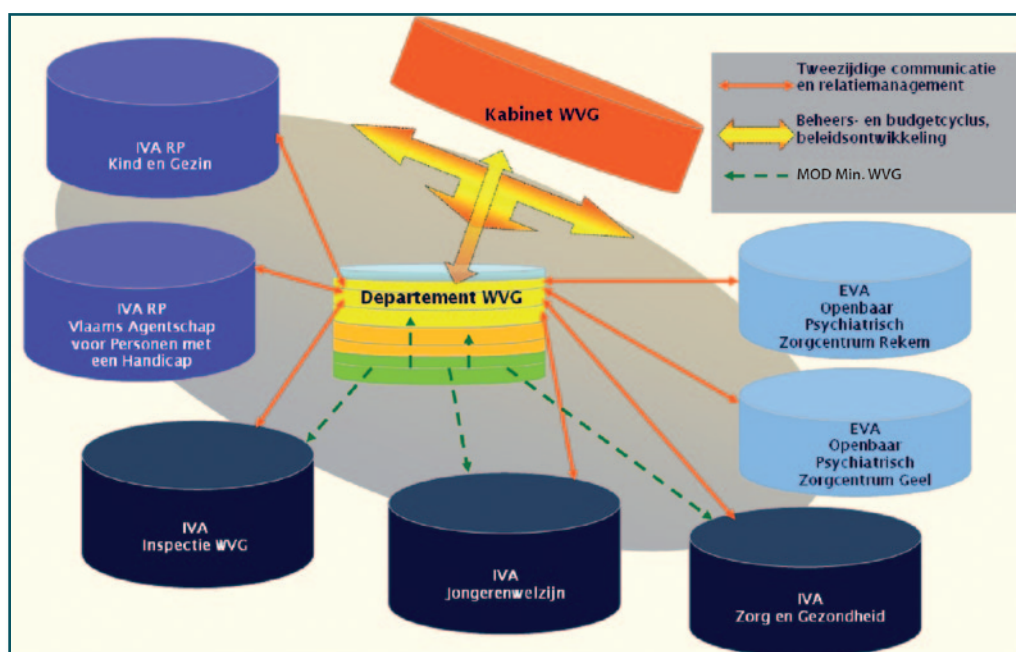 Kabinet WVG
Tweezijdige communicatie
en relatiemanagement
Beheers- en budgetcyclus,
beleidsontwikkeling
MOD Min. WVG
IVA RP
Kind en Gezin
IVA RP
Vlaams Agentschap
voor Personen met
een Handicap
Departement WVG
EVA
Openbaar
Psychiatrisch
Zorgcentrum Rekem
EVA
Openbaar
Psychiatrisch
Zorgcentrum Geel
IVA
Inspectie WVG
IVA
Jongerenwelzijn
IVA
Zorg en Gezondheid